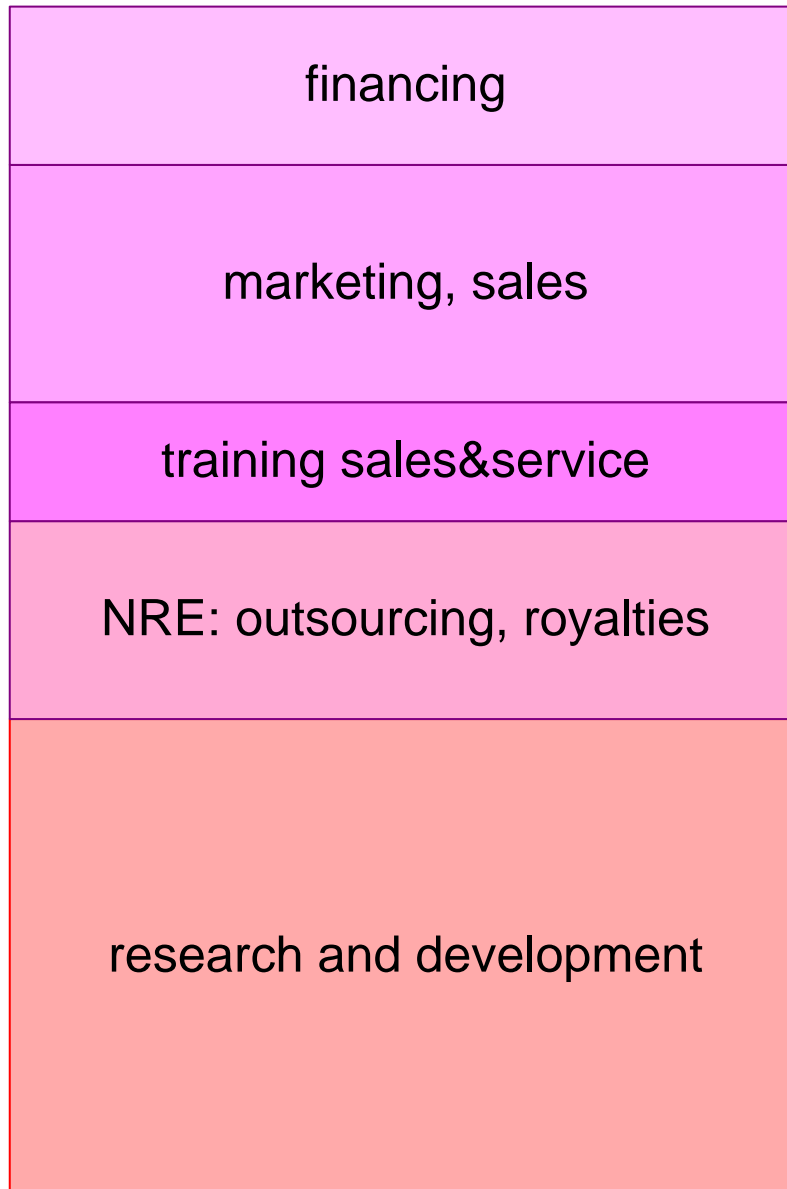 financing
marketing, sales
training sales&service
NRE: outsourcing, royalties
research and development